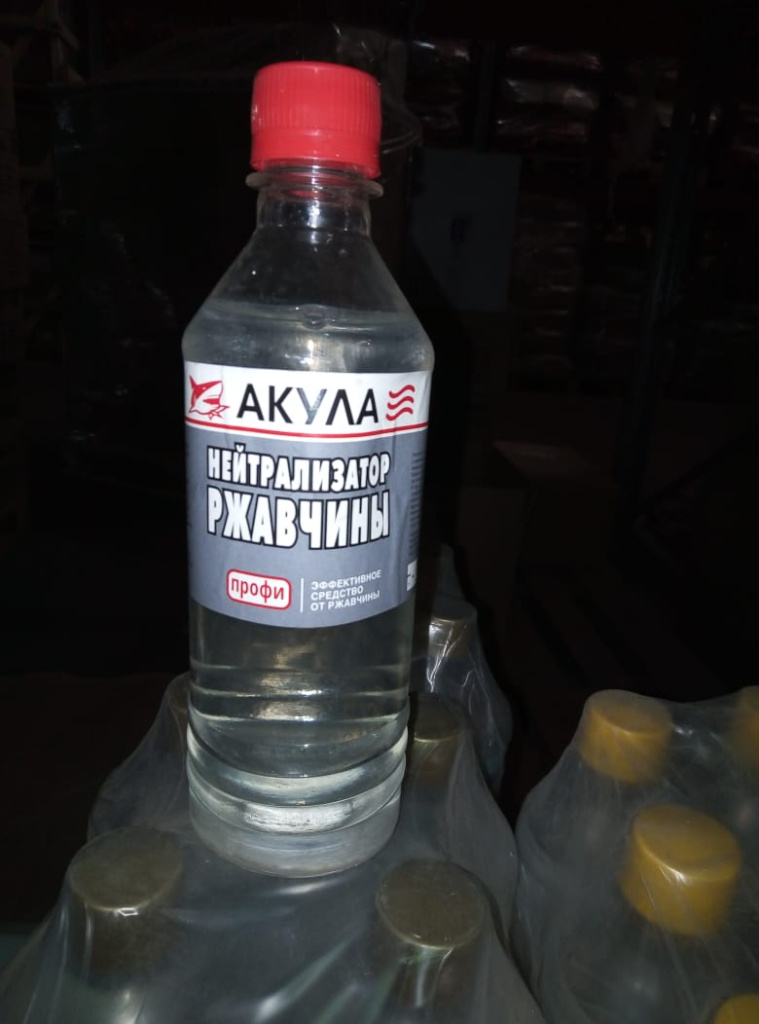 АКУЛА
НЕЙТРАЛИЗАТОР
РЖАВЧИНЫ
профи
ЭФФЕКТИВНОЕ
СРЕДСТВО
ОТ РЖАВЧИНЫ